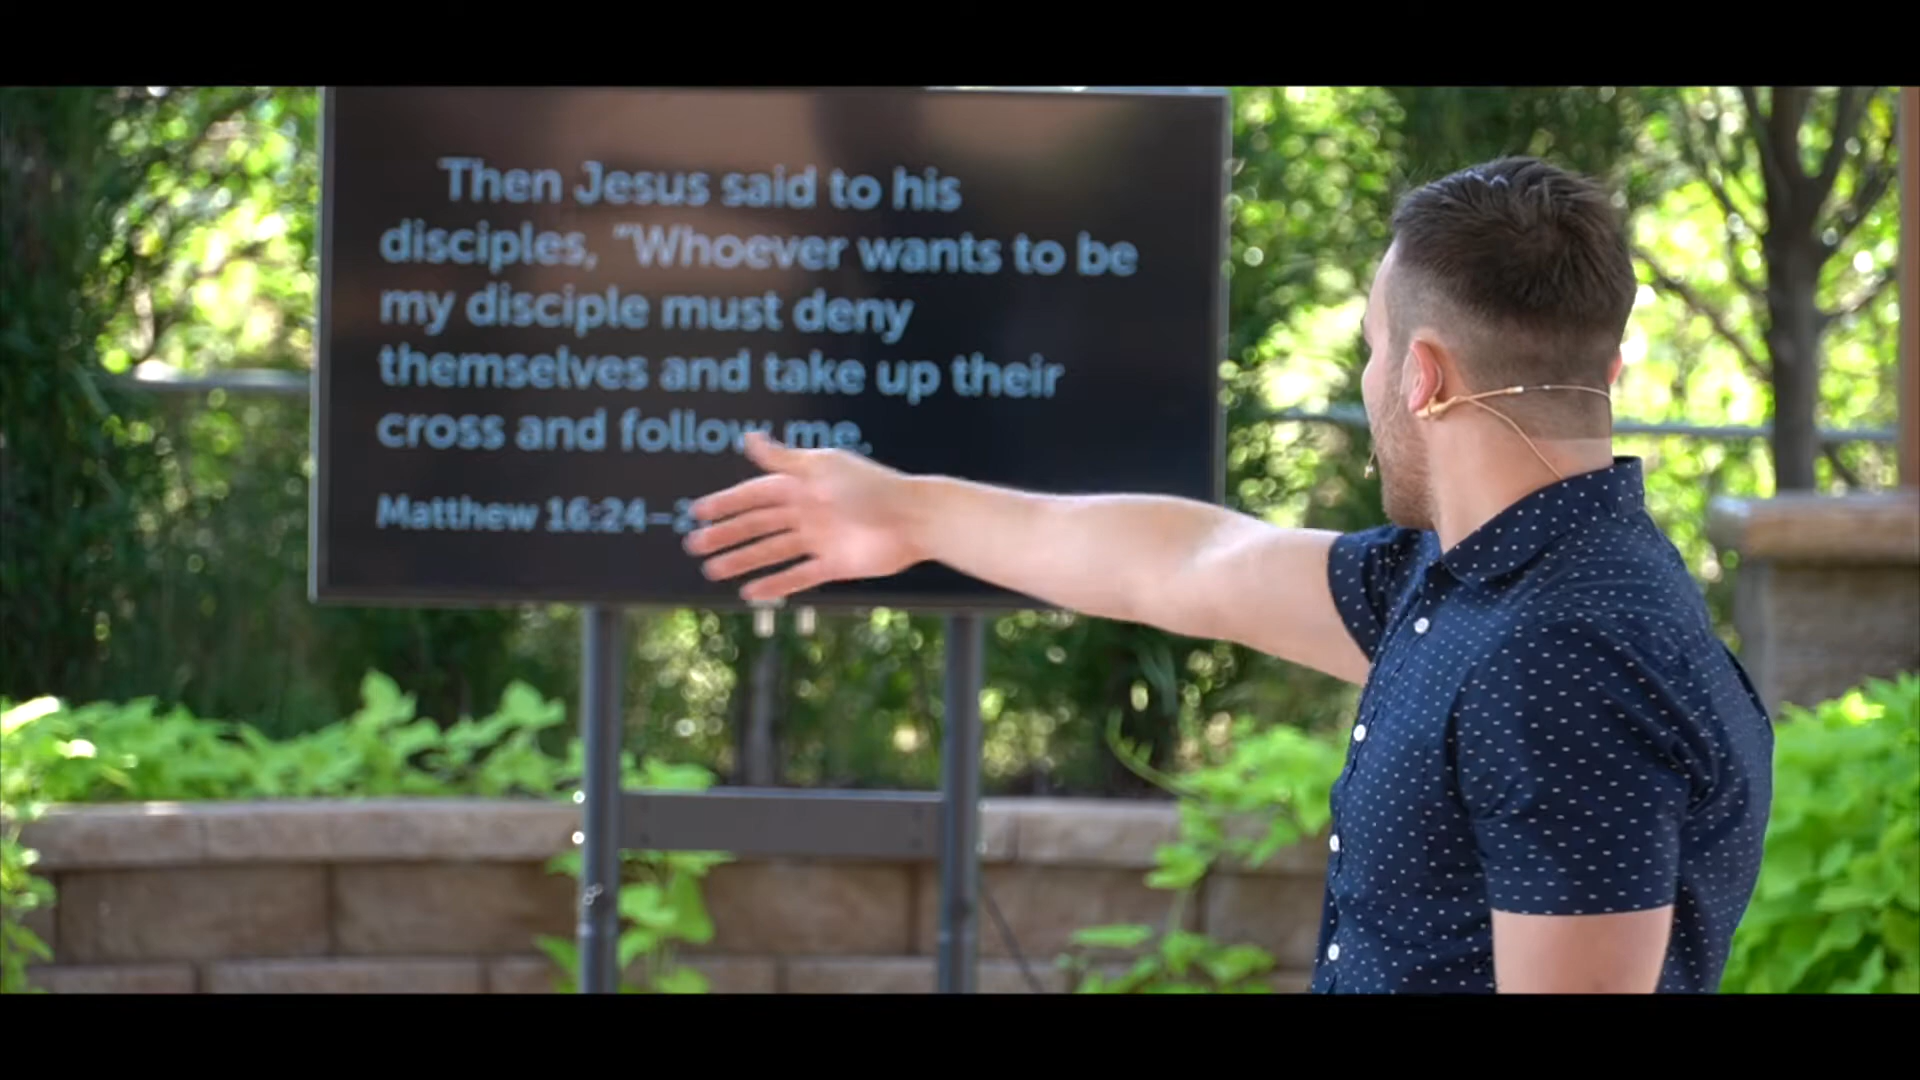 Then Jesus said to his
disciples, "Whoever wants to be
my disciple must deny
themselves and take up their
cross and follow me.
Matthew 16:24–2